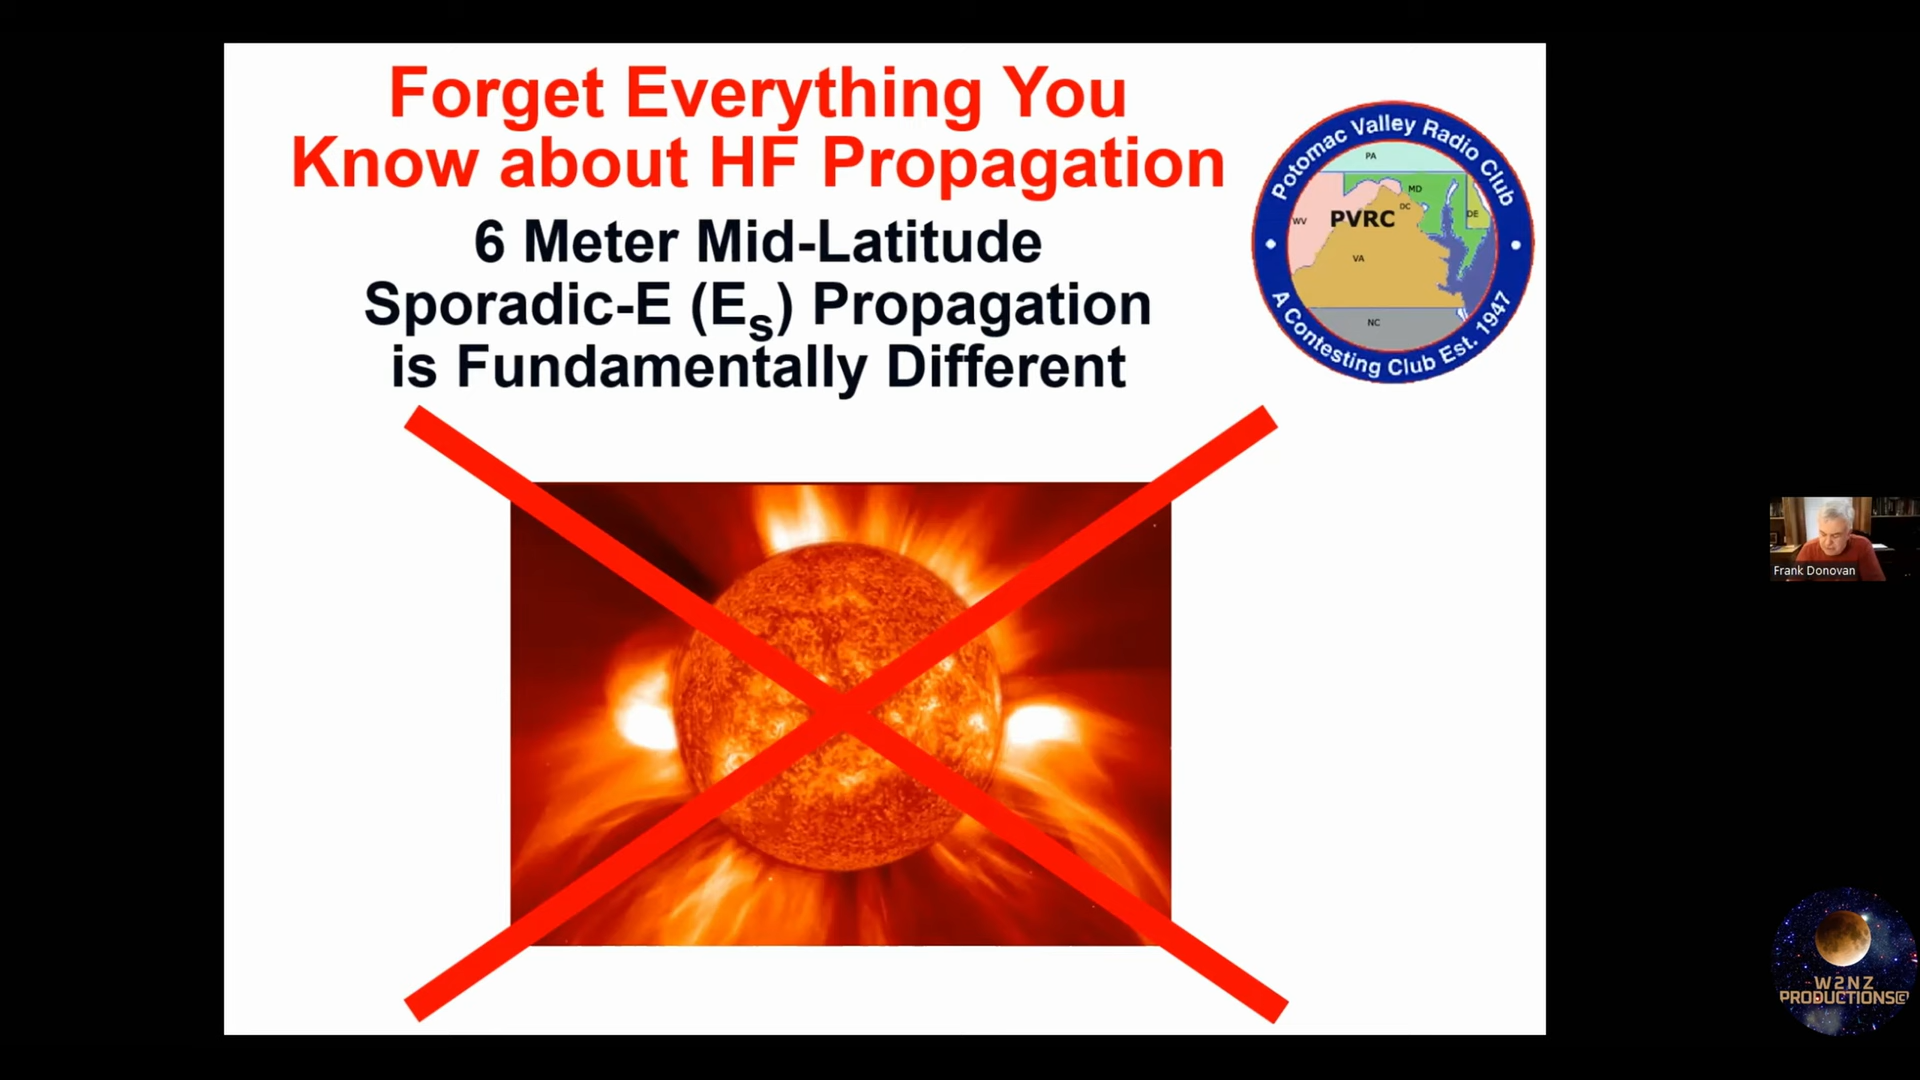 Forget Everything You
Know about HF Propagation
6 Meter Mid-Latitude
Sporadic-E (Es) Propagation
is Fundamentally Different
Potomac Valley Radio Club
PA
MD
DC
DE
WV
PVRC
VA
NC
A Contesting Club Est. 1947
Frank Donovan
W2NZ
PRODUCTIONS©